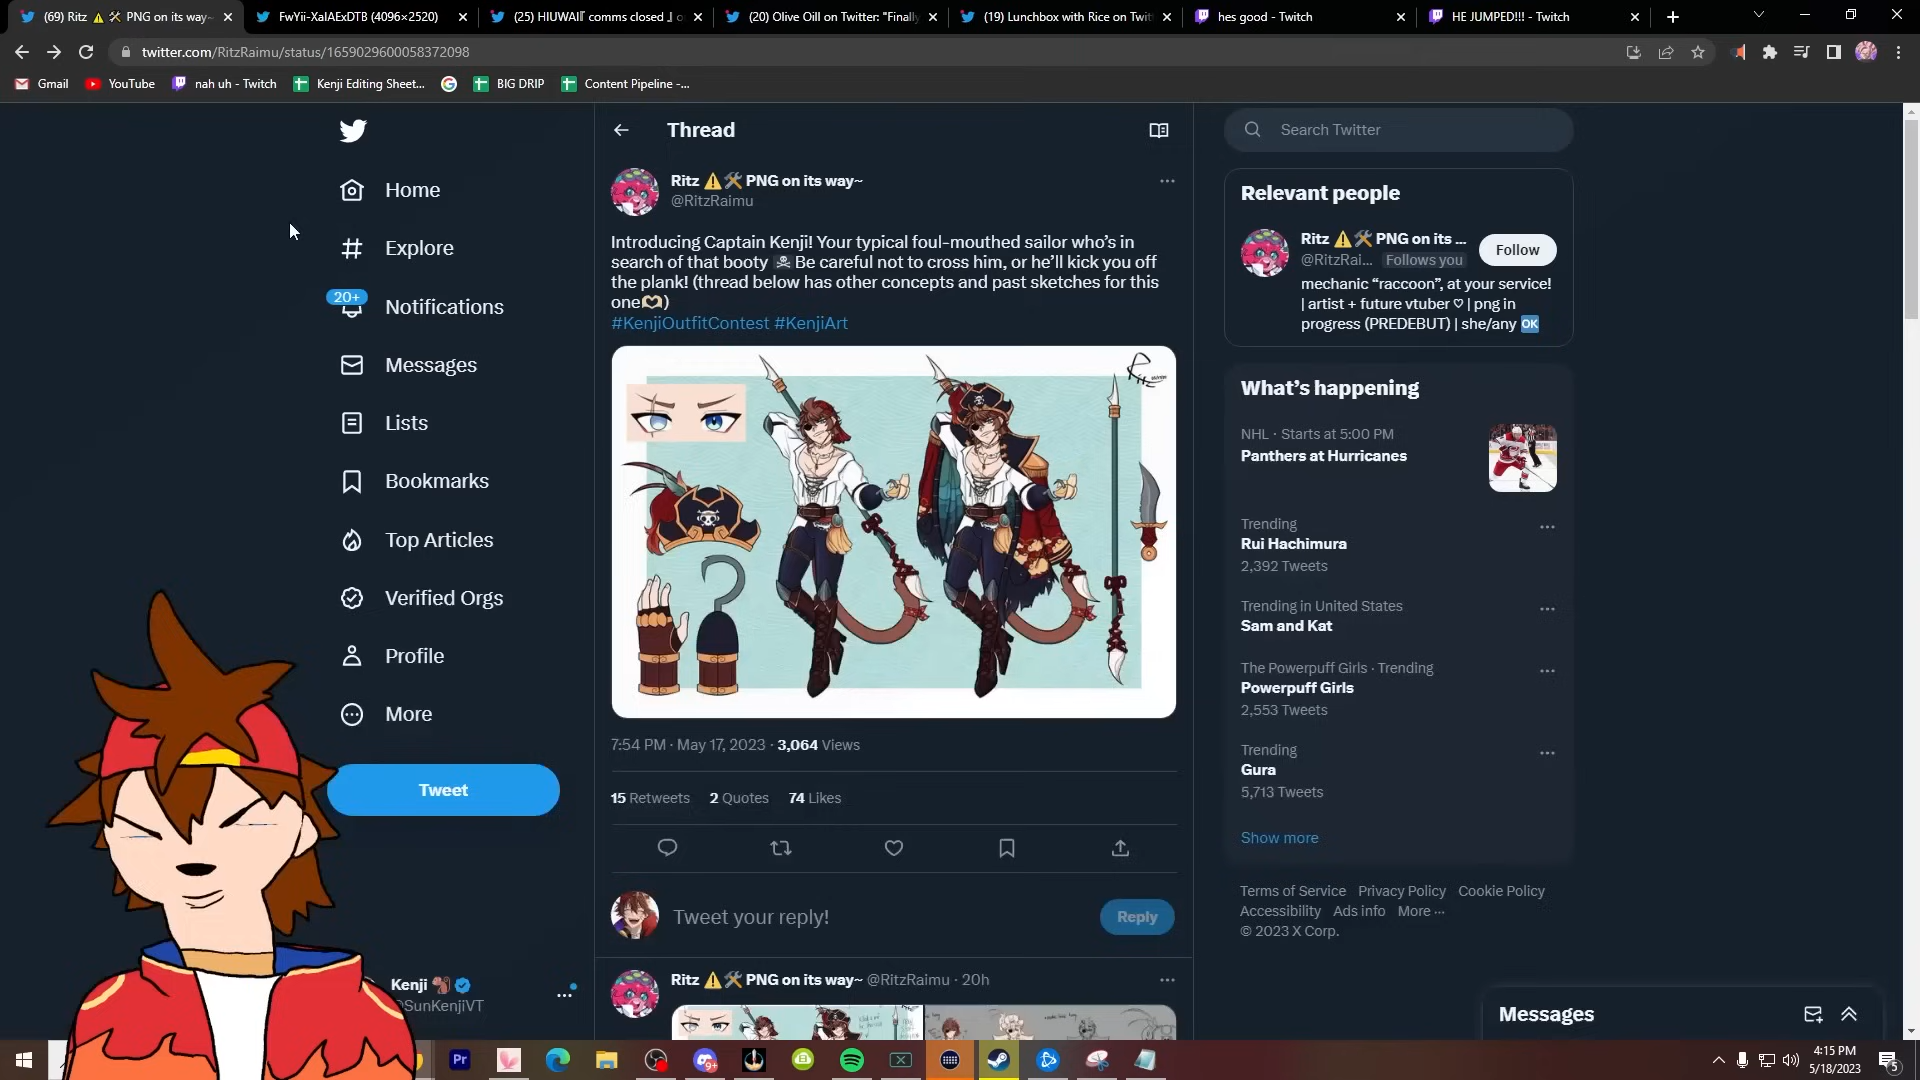 (69) Ritz ⚠️🛠️ PNG on its way~
FwYii-XaIAExDTB (4096×2520)
(25) HIUWAII『 comms closed 』
(20) Olive Oill on Twitter: "Finally
(19) Lunchbox with Rice on Twit
hes good - Twitch
HE JUMPED!!! - Twitch
twitter.com/RitzRaimu/status/1659029600058372098
Gmail
YouTube
nah uh - Twitch
Kenji Editing Sheet...
BIG DRIP
Content Pipeline -...
Home
Explore
20+
Notifications
Messages
Lists
Bookmarks
Top Articles
Verified Orgs
Profile
More
Tweet
Kenji 🐿️
@SunKenjiVT
Thread
Ritz ⚠️🛠️ PNG on its way~
@RitzRaimu
Introducing Captain Kenji! Your typical foul-mouthed sailor who's in
search of that booty ☠️Be careful not to cross him, or he'll kick you off
the plank! (thread below has other concepts and past sketches for this
one🫶)
#KenjiOutfitContest #KenjiArt
7:54 PM · May 17, 2023 · 3,064 Views
15 Retweets 2 Quotes 74 Likes
Tweet your reply!
Reply
Ritz ⚠️🛠️ PNG on its way~ @RitzRaimu · 20h
Search Twitter
Relevant people
Ritz ⚠️🛠️ PNG on its ...
@RitzRai... Follows you
Follow
mechanic "raccoon", at your service!
| artist + future vtuber ♡ | png in
progress (PREDEBUT) | she/any 🆗
What's happening
NHL · Starts at 5:00 PM
Panthers at Hurricanes
Trending
Rui Hachimura
2,392 Tweets
Trending in United States
Sam and Kat
The Powerpuff Girls · Trending
Powerpuff Girls
2,553 Tweets
Trending
Gura
5,713 Tweets
Show more
Terms of Service Privacy Policy Cookie Policy
Accessibility Ads info More ···
© 2023 X Corp.
Messages
Pr
9+
4:15 PM
5/18/2023
5